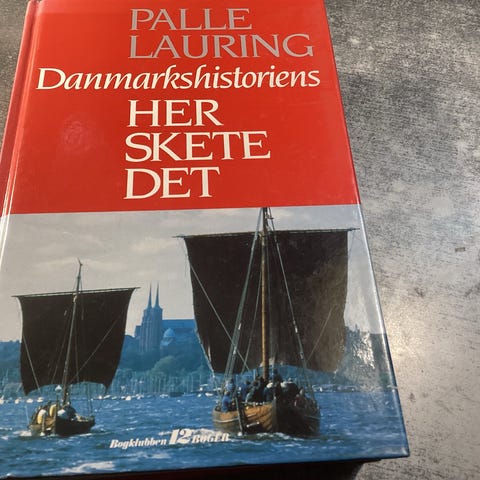 PALLE
LAURING
Danmarkshistoriens
HER
SKETE
DET
Bogklubben 12 BØGER